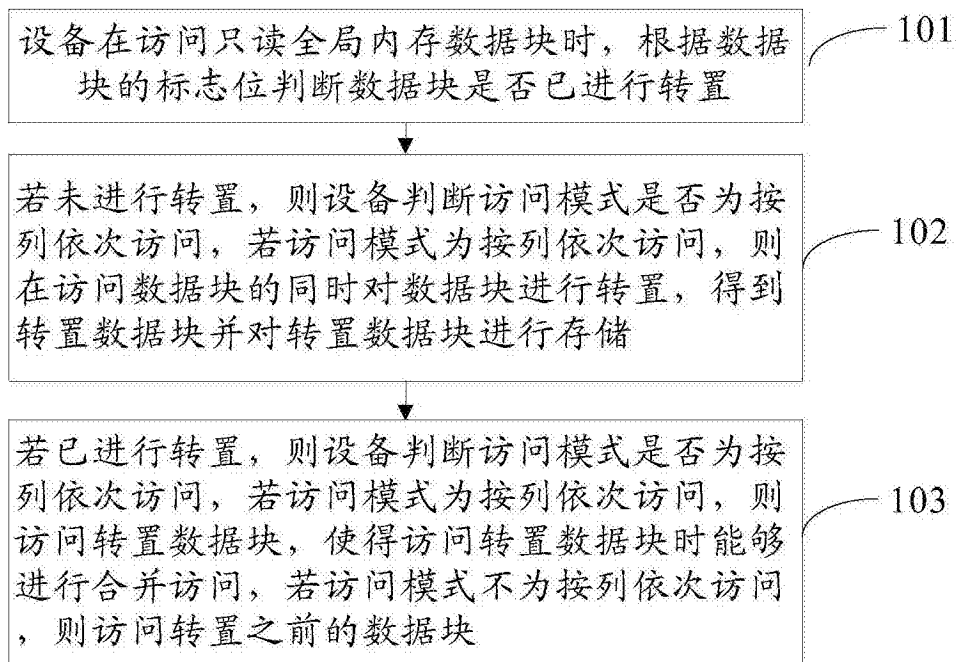 设备在访问只读全局内存数据块时，根据数据
块的标志位判断数据块是否已进行转置
101
若未进行转置，则设备判断访问模式是否为按
列依次访问，若访问模式为按列依次访问，则
在访问数据块的同时对数据块进行转置，得到
转置数据块并对转置数据块进行存储
102
若已进行转置，则设备判断访问模式是否为按
列依次访问，若访问模式为按列依次访问，则
访问转置数据块，使得访问转置数据块时能够
进行合并访问，若访问模式不为按列依次访问
，则访问转置之前的数据块
103